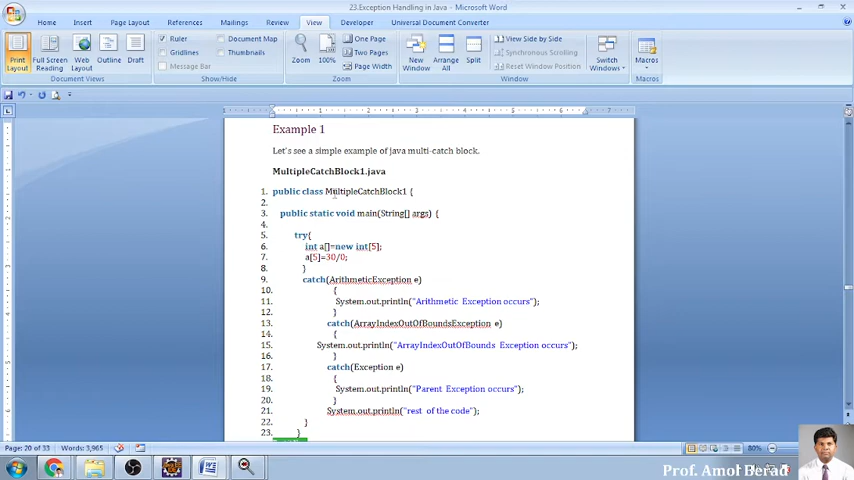 23.Exception Handling in Java - Microsoft Word
Home Insert Page Layout References Mailings Review View Developer Universal Document Converter
Print Layout
Full Screen Reading
Web Layout
Outline
Draft
Document Views
Ruler
Gridlines
Message Bar
Document Map
Thumbnails
Show/Hide
Zoom
100%
One Page
Two Pages
Page Width
Zoom
New Window
Arrange All
Split
View Side by Side
Synchronous Scrolling
Reset Window Position
Window
Switch Windows
Macros
Macros
Example 1
Let's see a simple example of java multi-catch block.
MultipleCatchBlock1.java
1. public class MultipleCatchBlock1 {
2.
3. public static void main(String[] args) {
4.
5. try{
6. int a[]=new int[5];
7. a[5]=30/0;
8. }
9. catch(ArithmeticException e)
10. {
11. System.out.println("Arithmetic Exception occurs");
12. }
13. catch(ArrayIndexOutOfBoundsException e)
14. {
15. System.out.println("ArrayIndexOutOfBounds Exception occurs");
16. }
17. catch(Exception e)
18. {
19. System.out.println("Parent Exception occurs");
20. }
21. System.out.println("rest of the code");
22. }
23. }
Page: 20 of 33 Words: 3,965 80%
Prof. Amol Berad